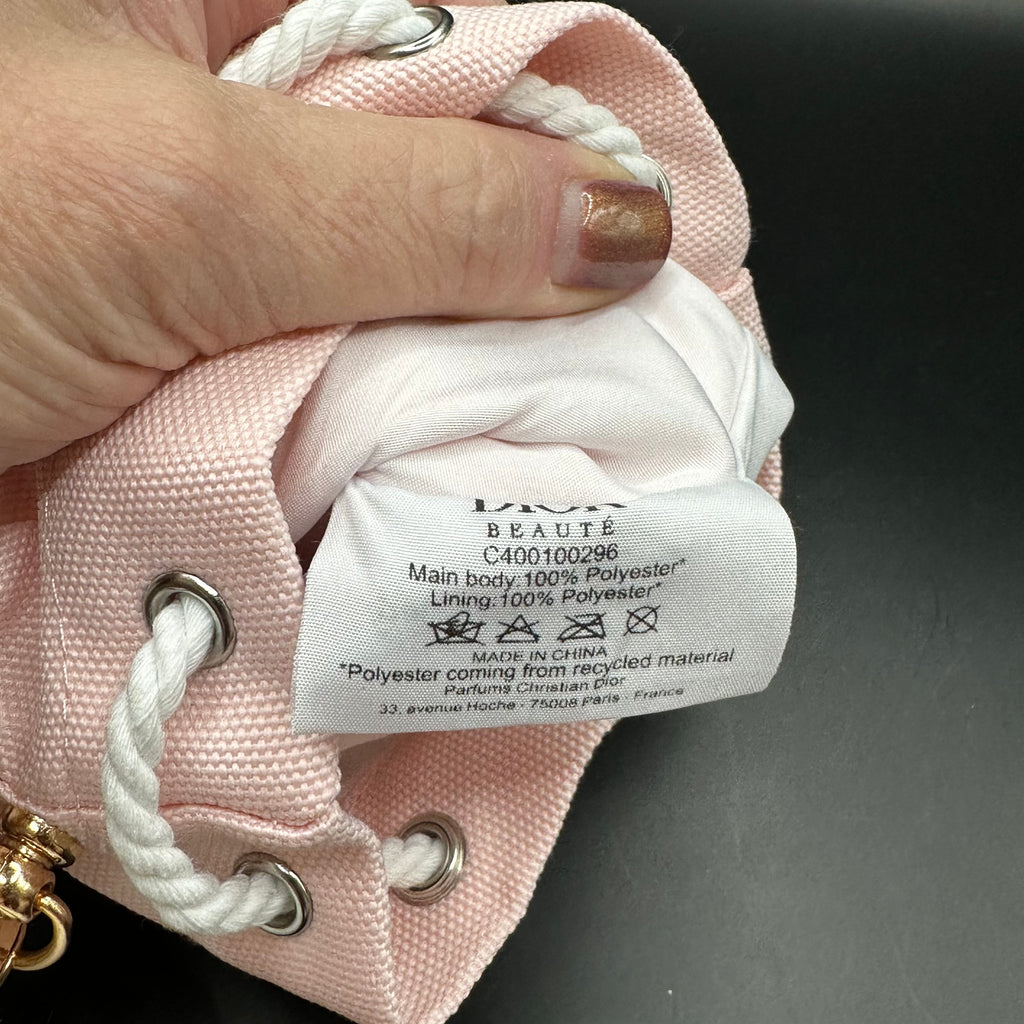 DIOR
BEAUTÉ
C400100296
Main body:100% Polyester*
Lining:100% Polyester*
MADE IN CHINA
*Polyester coming from recycled material
Parfums Christian Dior
33, avenue Hoche - 75008 Paris - France